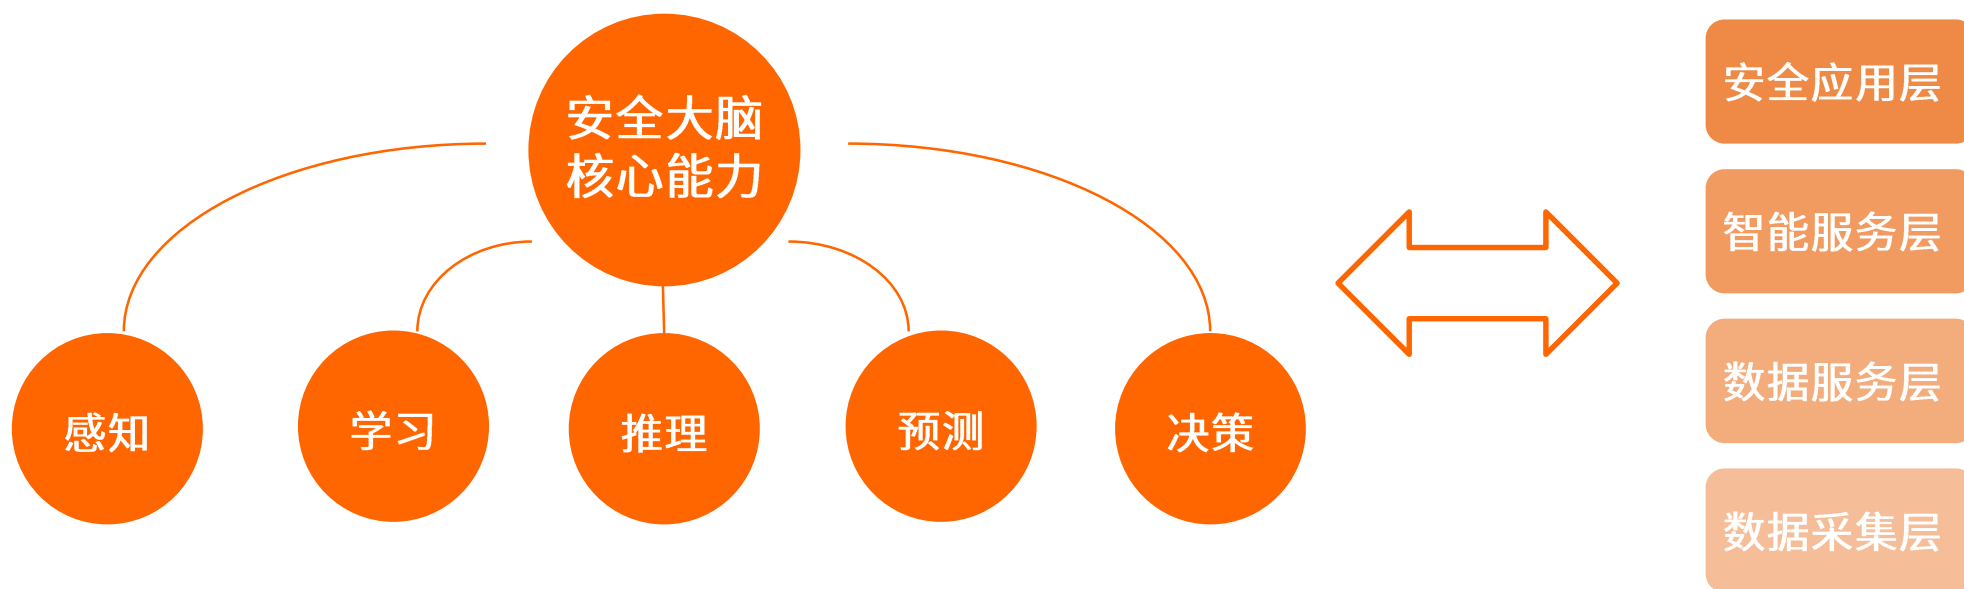 安全大脑
核心能力
感知
学习
推理
预测
决策
安全应用层
智能服务层
数据服务层
数据采集层